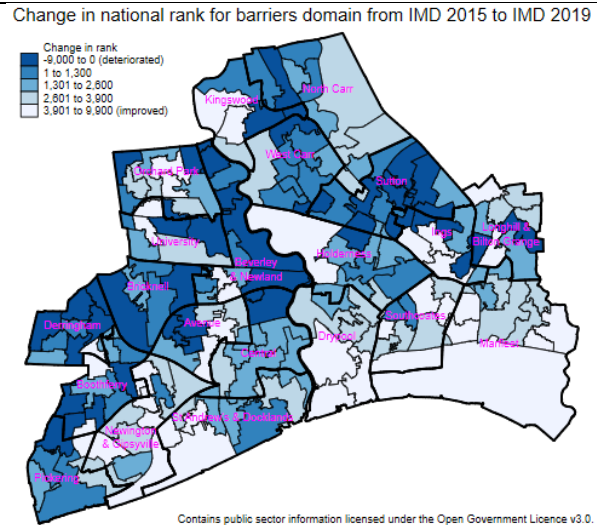 Change in national rank for barriers domain from IMD 2015 to IMD 2019
Change in rank
-9,000 to 0 (deteriorated)
1 to 1,300
1,301 to 2,600
2,601 to 3,900
3,901 to 9,900 (improved)
North Carr
Kingswood
West Carr
Orchard Park
Sutton
University
Ings
Longhill &
Bilton Grange
Holderness
Beverley
& Newland
Bricknell
Derringham
Avenue
Southcoates
Drypool
Marfleet
Central
Boothferry
St Andrew's & Docklands
Newington
& Gipsyville
Pickering
Contains public sector information licensed under the Open Government Licence v3.0.